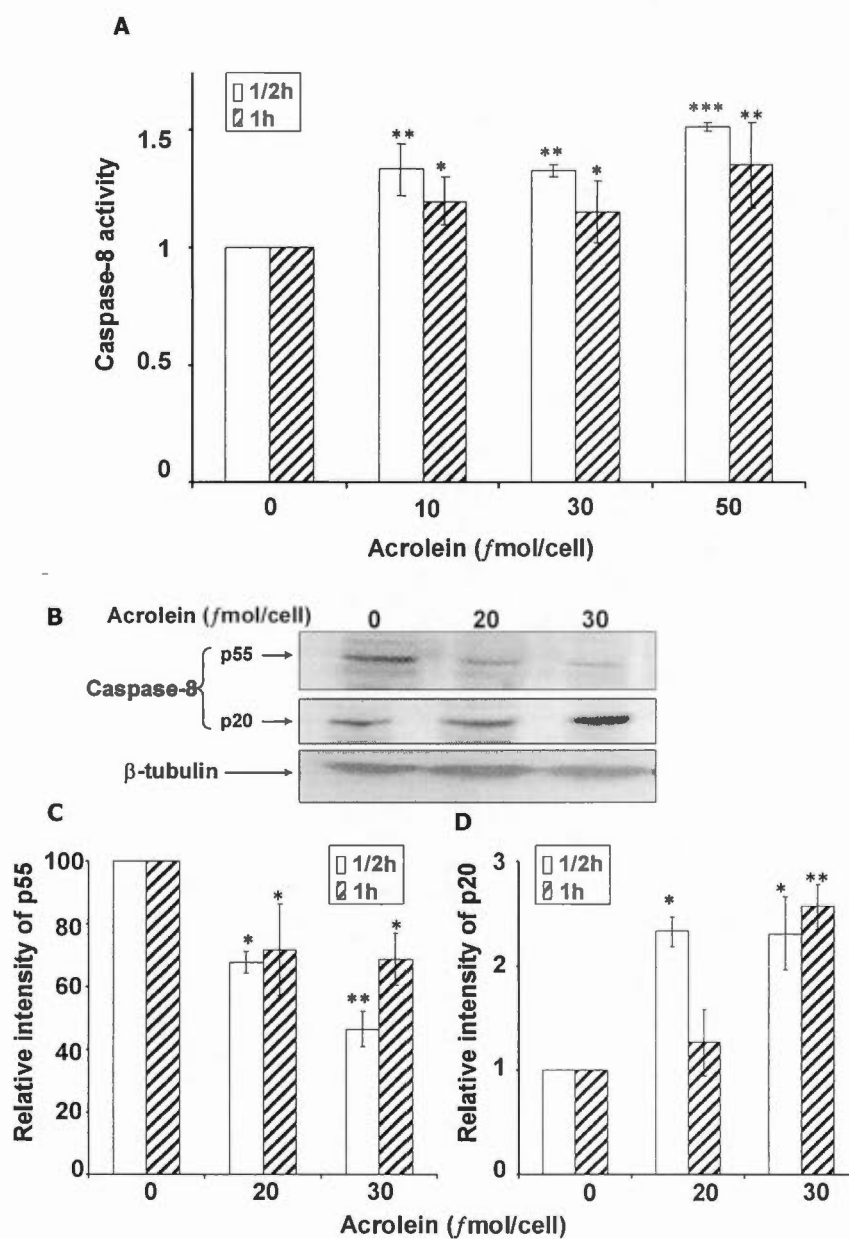 A
1/2h
1h
Caspase-8 activity
1.5
1
0.5
0
** * ** * *** **
0 10 30 50
Acrolein (ƒmol/cell)
B
Acrolein (ƒmol/cell) 0 20 30
Caspase-8
p55
p20
β-tubulin
C
1/2h
1h
Relative intensity of p55
100
80
60
40
20
0
* * ** *
0 20 30
D
1/2h
1h
Relative intensity of p20
3
2
1
0
* * **
0 20 30
Acrolein (ƒmol/cell)